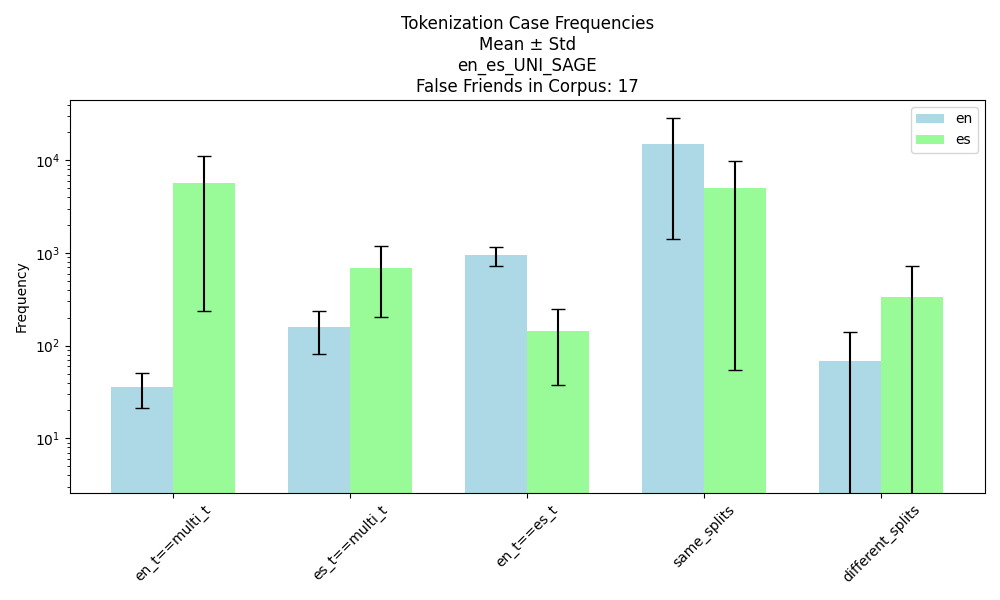 Tokenization Case Frequencies
Mean ± Std
en_es_UNI_SAGE
False Friends in Corpus: 17
en
es
Frequency
10^4
10^3
10^2
10^1
en_t==multi_t
es_t==multi_t
en_t==es_t
same_splits
different_splits